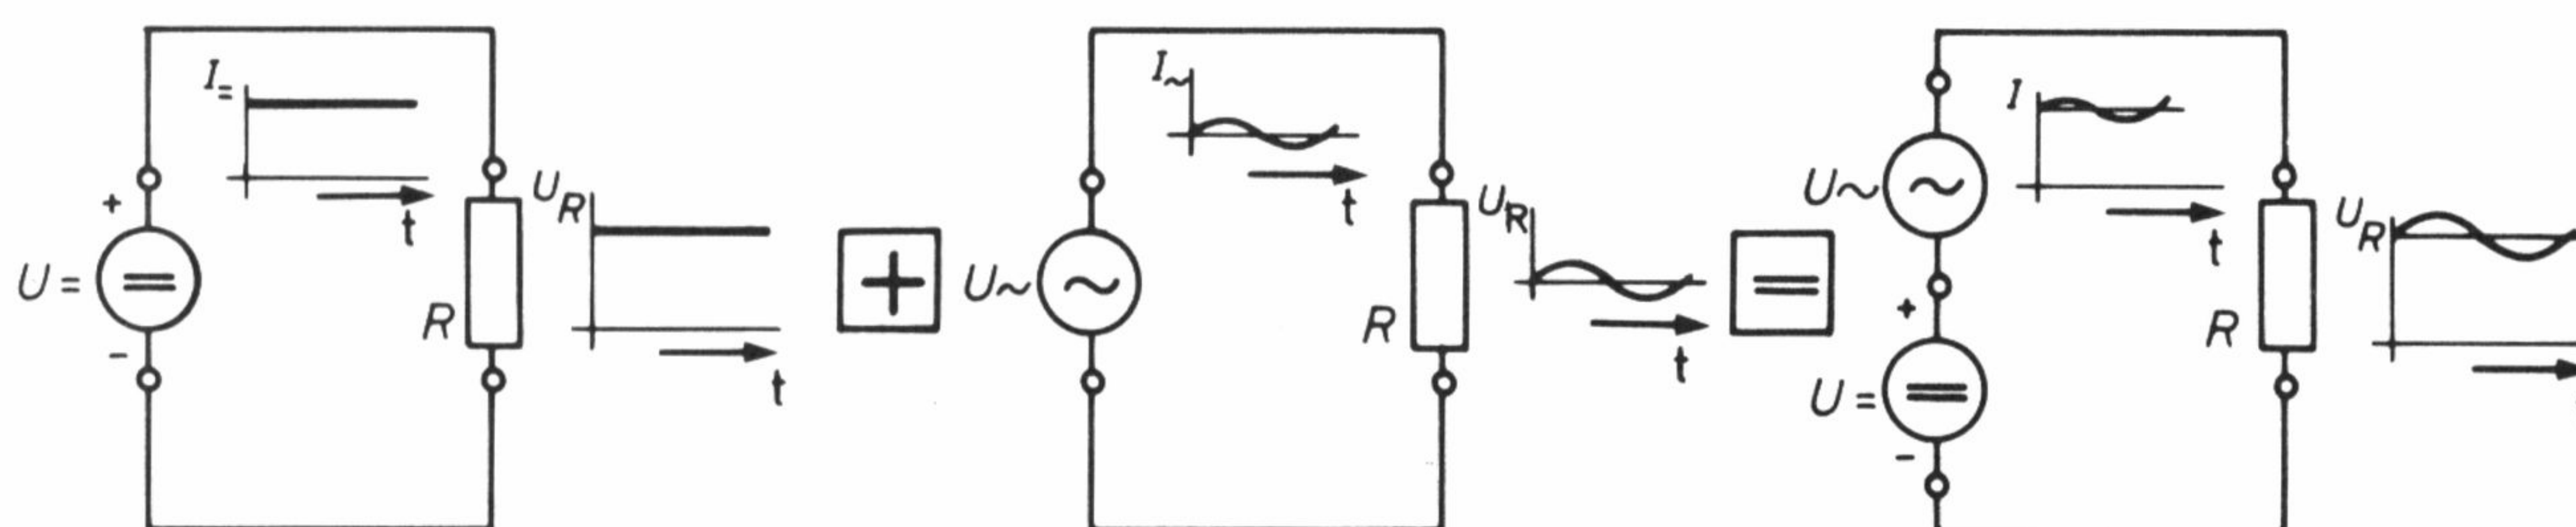 I=
+
U =
=
-
t
R
UR
t
+
I~
U~
~
t
R
UR
t
=
U~
~
I
t
+
U =
=
-
R
UR